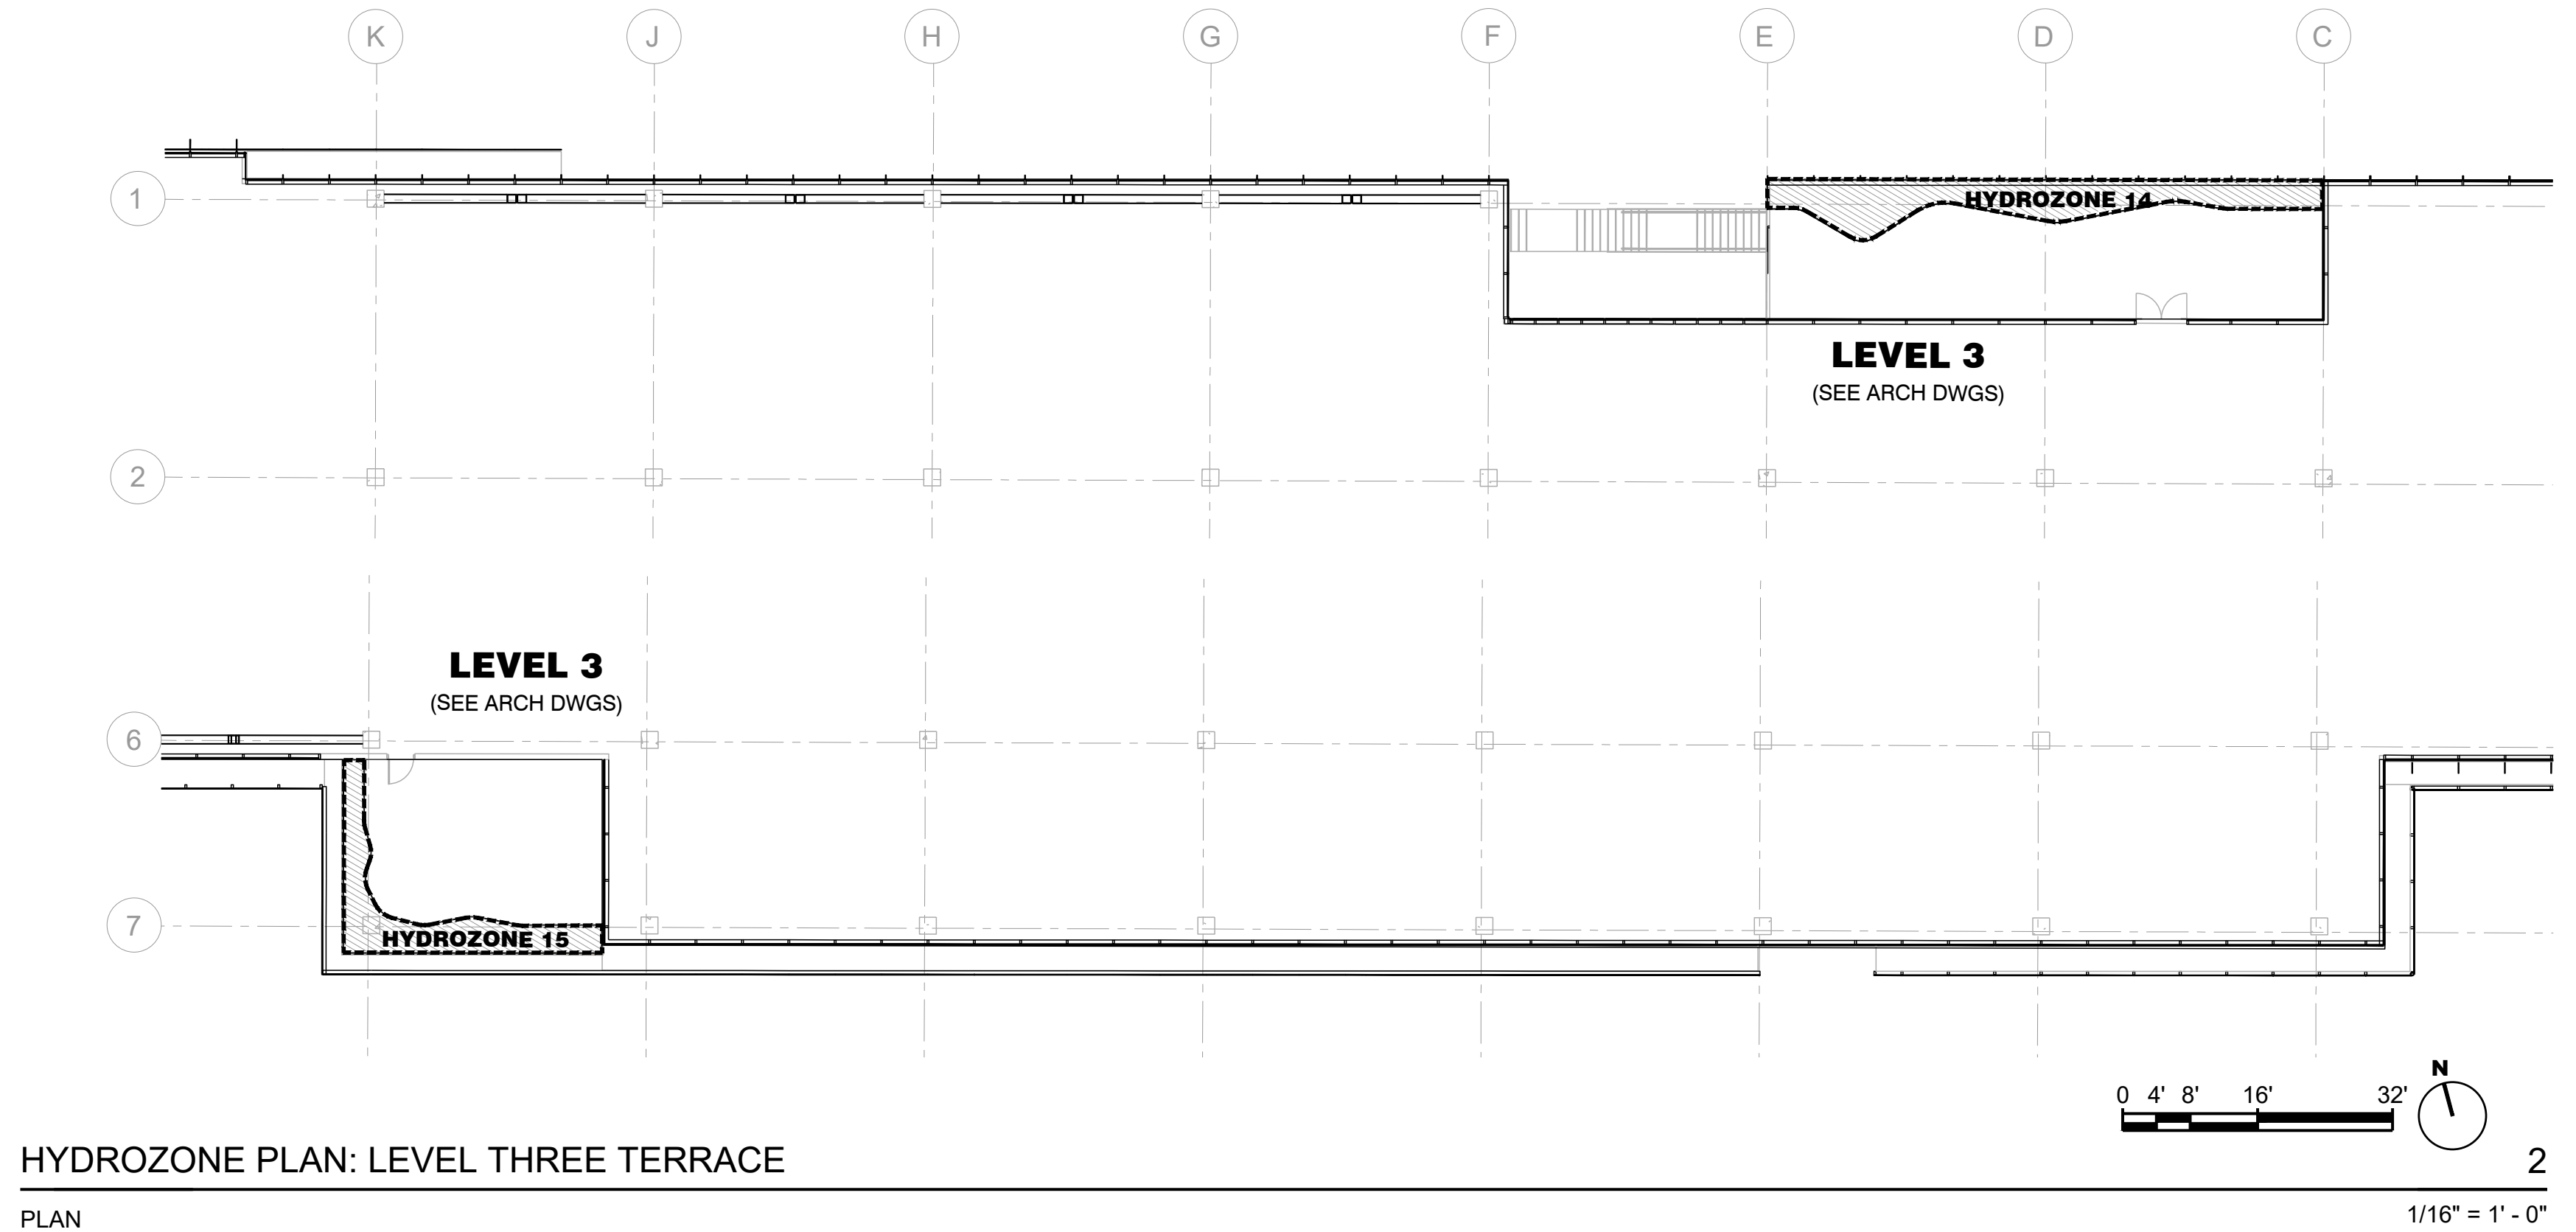 K J H G F E D C
1
HYDROZONE 14
LEVEL 3
(SEE ARCH DWGS)
2
LEVEL 3
(SEE ARCH DWGS)
6
7
HYDROZONE 15
N
0 4' 8' 16' 32'
HYDROZONE PLAN: LEVEL THREE TERRACE 2
PLAN 1/16" = 1' - 0"